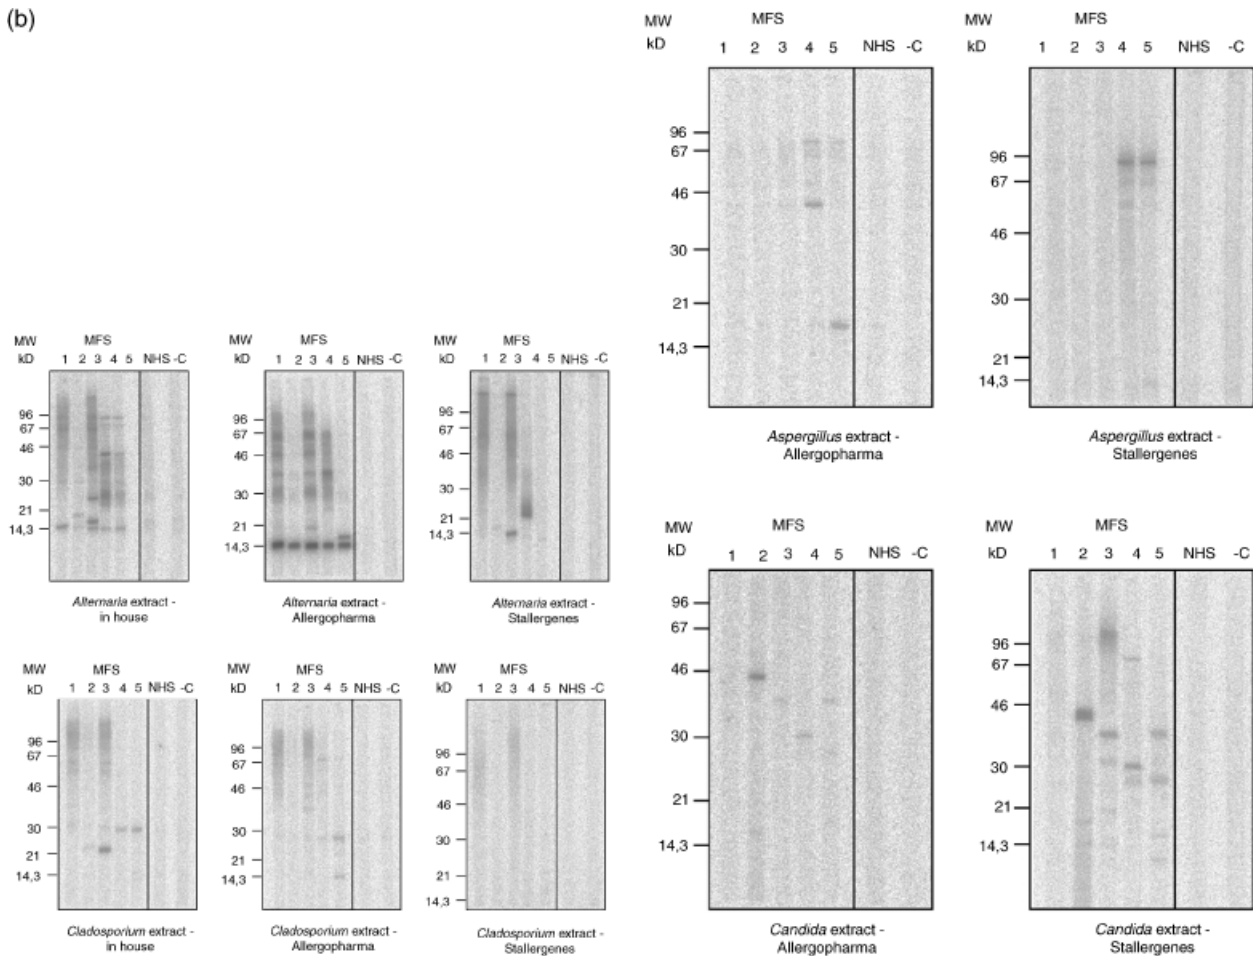 (b)
MW MFS
kD 1 2 3 4 5 NHS -C
96
67
46
30
21
14,3
Aspergillus extract -
Allergopharma
MW MFS
kD 1 2 3 4 5 NHS -C
96
67
46
30
21
14,3
Aspergillus extract -
Stallergenes
MW MFS
kD 1 2 3 4 5 NHS -C
96
67
46
30
21
14,3
Alternaria extract -
in house
MW MFS
kD 1 2 3 4 5 NHS -C
96
67
46
30
21
14,3
Alternaria extract -
Allergopharma
MW MFS
kD 1 2 3 4 5 NHS -C
96
67
46
30
21
14,3
Alternaria extract -
Stallergenes
MW MFS
kD 1 2 3 4 5 NHS -C
96
67
46
30
21
14,3
Cladosporium extract -
in house
MW MFS
kD 1 2 3 4 5 NHS -C
96
67
46
30
21
14,3
Cladosporium extract -
Allergopharma
MW MFS
kD 1 2 3 4 5 NHS -C
96
67
46
30
21
14,3
Cladosporium extract -
Stallergenes
MW MFS
kD 1 2 3 4 5 NHS -C
96
67
46
30
21
14,3
Candida extract -
Allergopharma
MW MFS
kD 1 2 3 4 5 NHS -C
96
67
46
30
21
14,3
Candida extract -
Stallergenes